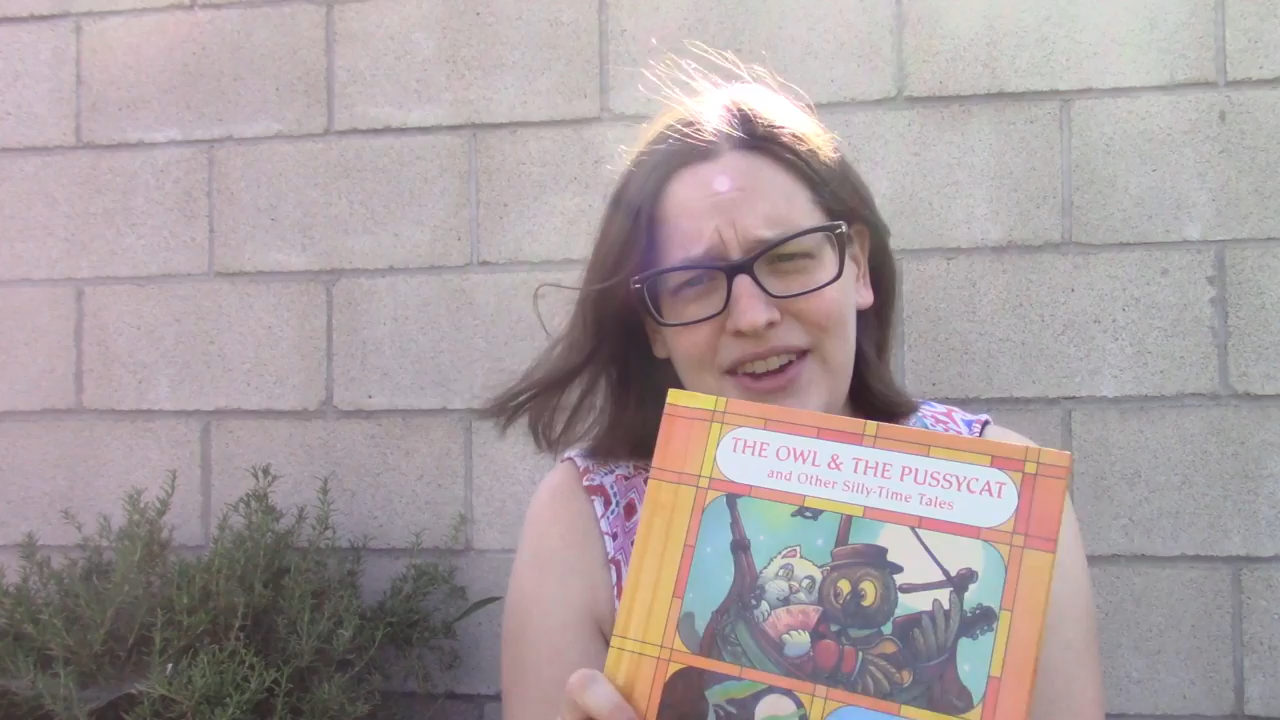 THE OWL & THE PUSSYCAT
and Other Silly-Time Tales